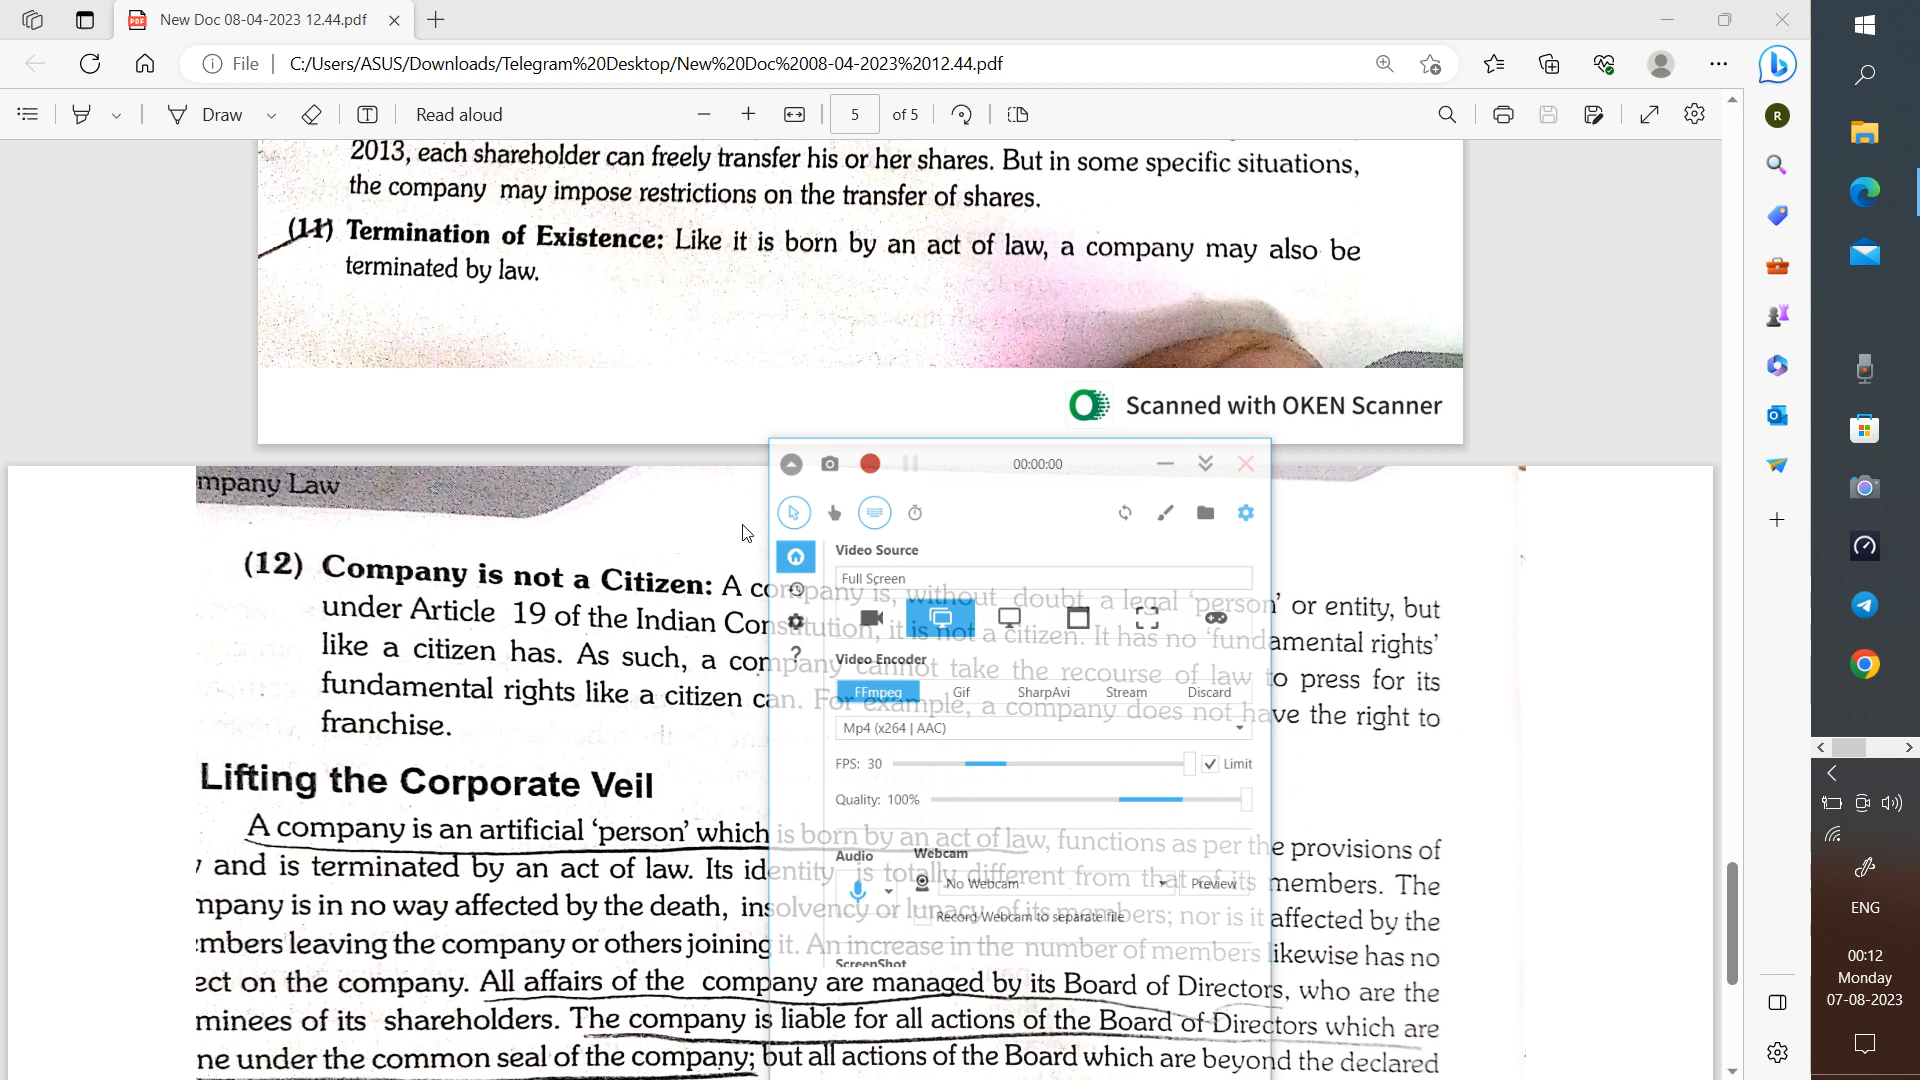 New Doc 08-04-2023 12.44.pdf
File
C:/Users/ASUS/Downloads/Telegram%20Desktop/New%20Doc%2008-04-2023%2012.44.pdf
Draw
Read aloud
5 of 5
2013, each shareholder can freely transfer his or her shares. But in some specific situations,
the company may impose restrictions on the transfer of shares.
(11) Termination of Existence: Like it is born by an act of law, a company may also be
terminated by law.
Scanned with OKEN Scanner
mpany Law
(12) Company is not a Citizen: A company is, without doubt, a legal 'person' or entity, but
under Article 19 of the Indian Constitution, it is not a citizen. It has no 'fundamental rights'
like a citizen has. As such, a company cannot take the recourse of law to press for its
fundamental rights like a citizen can. For example, a company does not have the right to
franchise.
Lifting the Corporate Veil
A company is an artificial 'person' which is born by an act of law, functions as per the provisions of
and is terminated by an act of law. Its identity is totally different from that of its members. The
mpany is in no way affected by the death, insolvency or lunacy of its members; nor is it affected by the
embers leaving the company or others joining it. An increase in the number of members likewise has no
ect on the company. All affairs of the company are managed by its Board of Directors, who are the
minees of its shareholders. The company is liable for all actions of the Board of Directors which are
ne under the common seal of the company; but all actions of the Board which are beyond the declared
00:00:00
Video Source
Full Screen
Video Encoder
FFmpeg Gif SharpAvi Stream Discard
Mp4 (x264 | AAC)
FPS: 30 Limit
Quality: 100%
Audio Webcam
No Webcam Preview
Record Webcam to separate file
ScreenShot
R
ENG
00:12
Monday
07-08-2023